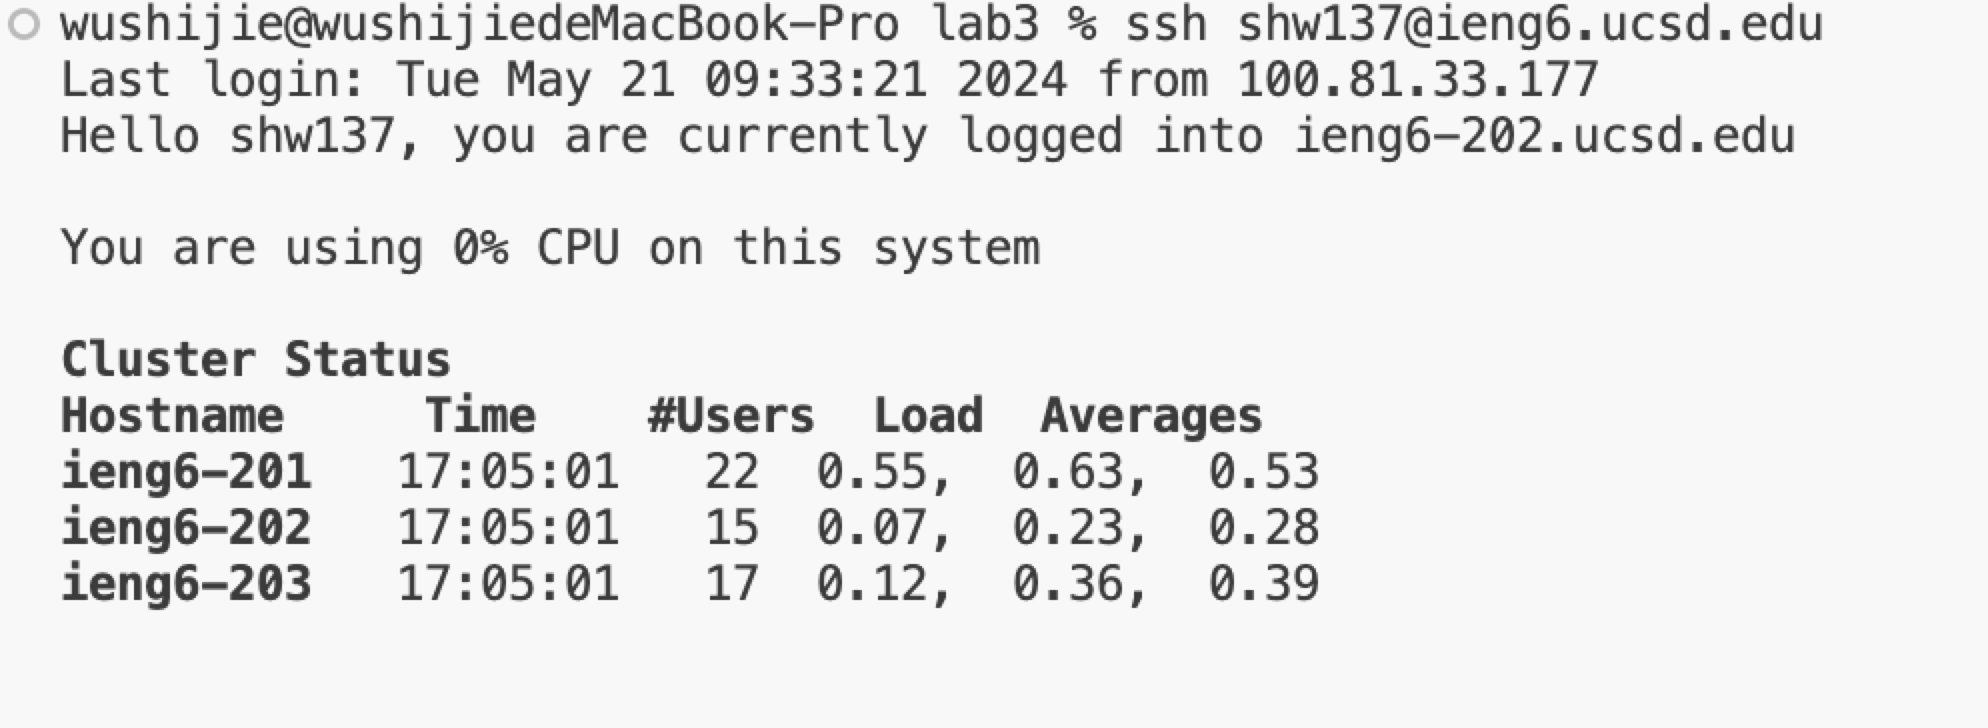 wushijie@wushijiedeMacBook-Pro lab3 % ssh shw137@ieng6.ucsd.edu
Last login: Tue May 21 09:33:21 2024 from 100.81.33.177
Hello shw137, you are currently logged into ieng6-202.ucsd.edu
You are using 0% CPU on this system
Cluster Status
Hostname     Time    #Users  Load  Averages
ieng6-201   17:05:01   22  0.55,  0.63,  0.53
ieng6-202   17:05:01   15  0.07,  0.23,  0.28
ieng6-203   17:05:01   17  0.12,  0.36,  0.39